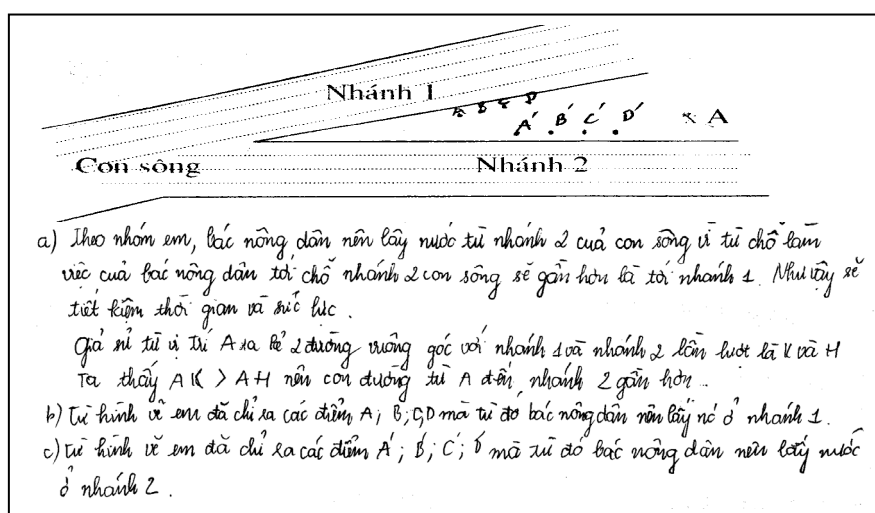 Nhánh 1
A B C D
A' B' C' D' A
Con sông Nhánh 2
a) Theo nhóm em, bác nông dân nên lấy nước từ nhánh 2 của con sông vì từ chỗ làm
việc của bác nông dân tới chỗ nhánh 2 con sông sẽ gần hơn là tới nhánh 1. Như vậy sẽ
tiết kiệm thời gian và sức lực.
Giả sử từ vị trí A ta kẻ 2 đường vuông góc với nhánh 1 và nhánh 2 lần lượt là K và H
Ta thấy AK > AH nên con đường từ A đến nhánh 2 gần hơn...
b) Từ hình vẽ em đã chỉ ra các điểm A; B; C; D mà từ đó bác nông dân nên lấy nc ở nhánh 1.
c) Từ hình vẽ em đã chỉ ra các điểm A'; B'; C'; D' mà từ đó bác nông dân nên lấy nước
ở nhánh 2.